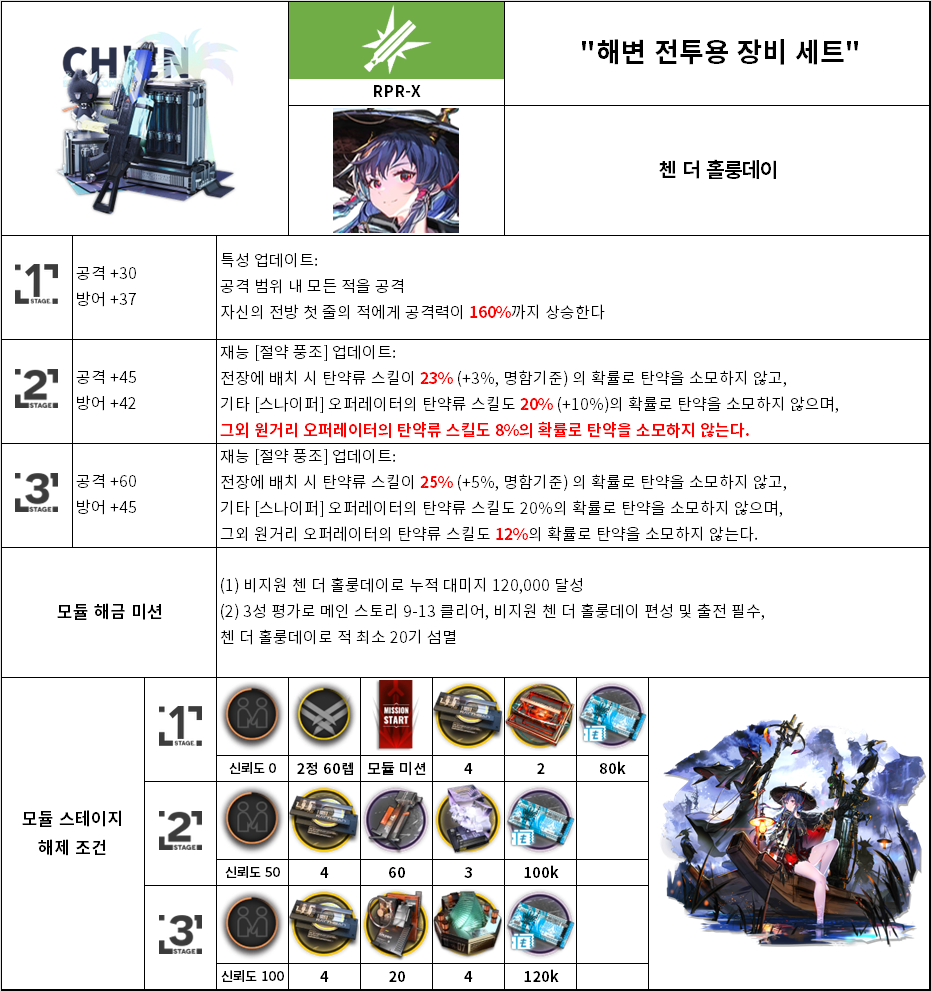 CH'EN
RPR-X
"해변 전투용 장비 세트"
첸 더 홀룽데이
1
STAGE.
공격 +30
방어 +37
특성 업데이트:
공격 범위 내 모든 적을 공격
자신의 전방 첫 줄의 적에게 공격력이 160%까지 상승한다
2
STAGE.
공격 +45
방어 +42
재능 [절약 풍조] 업데이트:
전장에 배치 시 탄약류 스킬이 23% (+3%, 명함기준) 의 확률로 탄약을 소모하지 않고,
기타 [스나이퍼] 오퍼레이터의 탄약류 스킬도 20% (+10%)의 확률로 탄약을 소모하지 않으며,
그외 원거리 오퍼레이터의 탄약류 스킬도 8%의 확률로 탄약을 소모하지 않는다.
3
STAGE.
공격 +60
방어 +45
재능 [절약 풍조] 업데이트:
전장에 배치 시 탄약류 스킬이 25% (+5%, 명함기준) 의 확률로 탄약을 소모하지 않고,
기타 [스나이퍼] 오퍼레이터의 탄약류 스킬도 20%의 확률로 탄약을 소모하지 않으며,
그외 원거리 오퍼레이터의 탄약류 스킬도 12%의 확률로 탄약을 소모하지 않는다.
모듈 해금 미션
(1) 비지원 첸 더 홀룽데이로 누적 대미지 120,000 달성
(2) 3성 평가로 메인 스토리 9-13 클리어, 비지원 첸 더 홀룽데이 편성 및 출전 필수,
첸 더 홀룽데이로 적 최소 20기 섬멸
모듈 스테이지
해제 조건
1
STAGE.
MISSION
START
신뢰도 0
2정 60렙
모듈 미션
4
2
80k
2
STAGE.
신뢰도 50
4
60
3
100k
3
STAGE.
신뢰도 100
4
20
4
120k